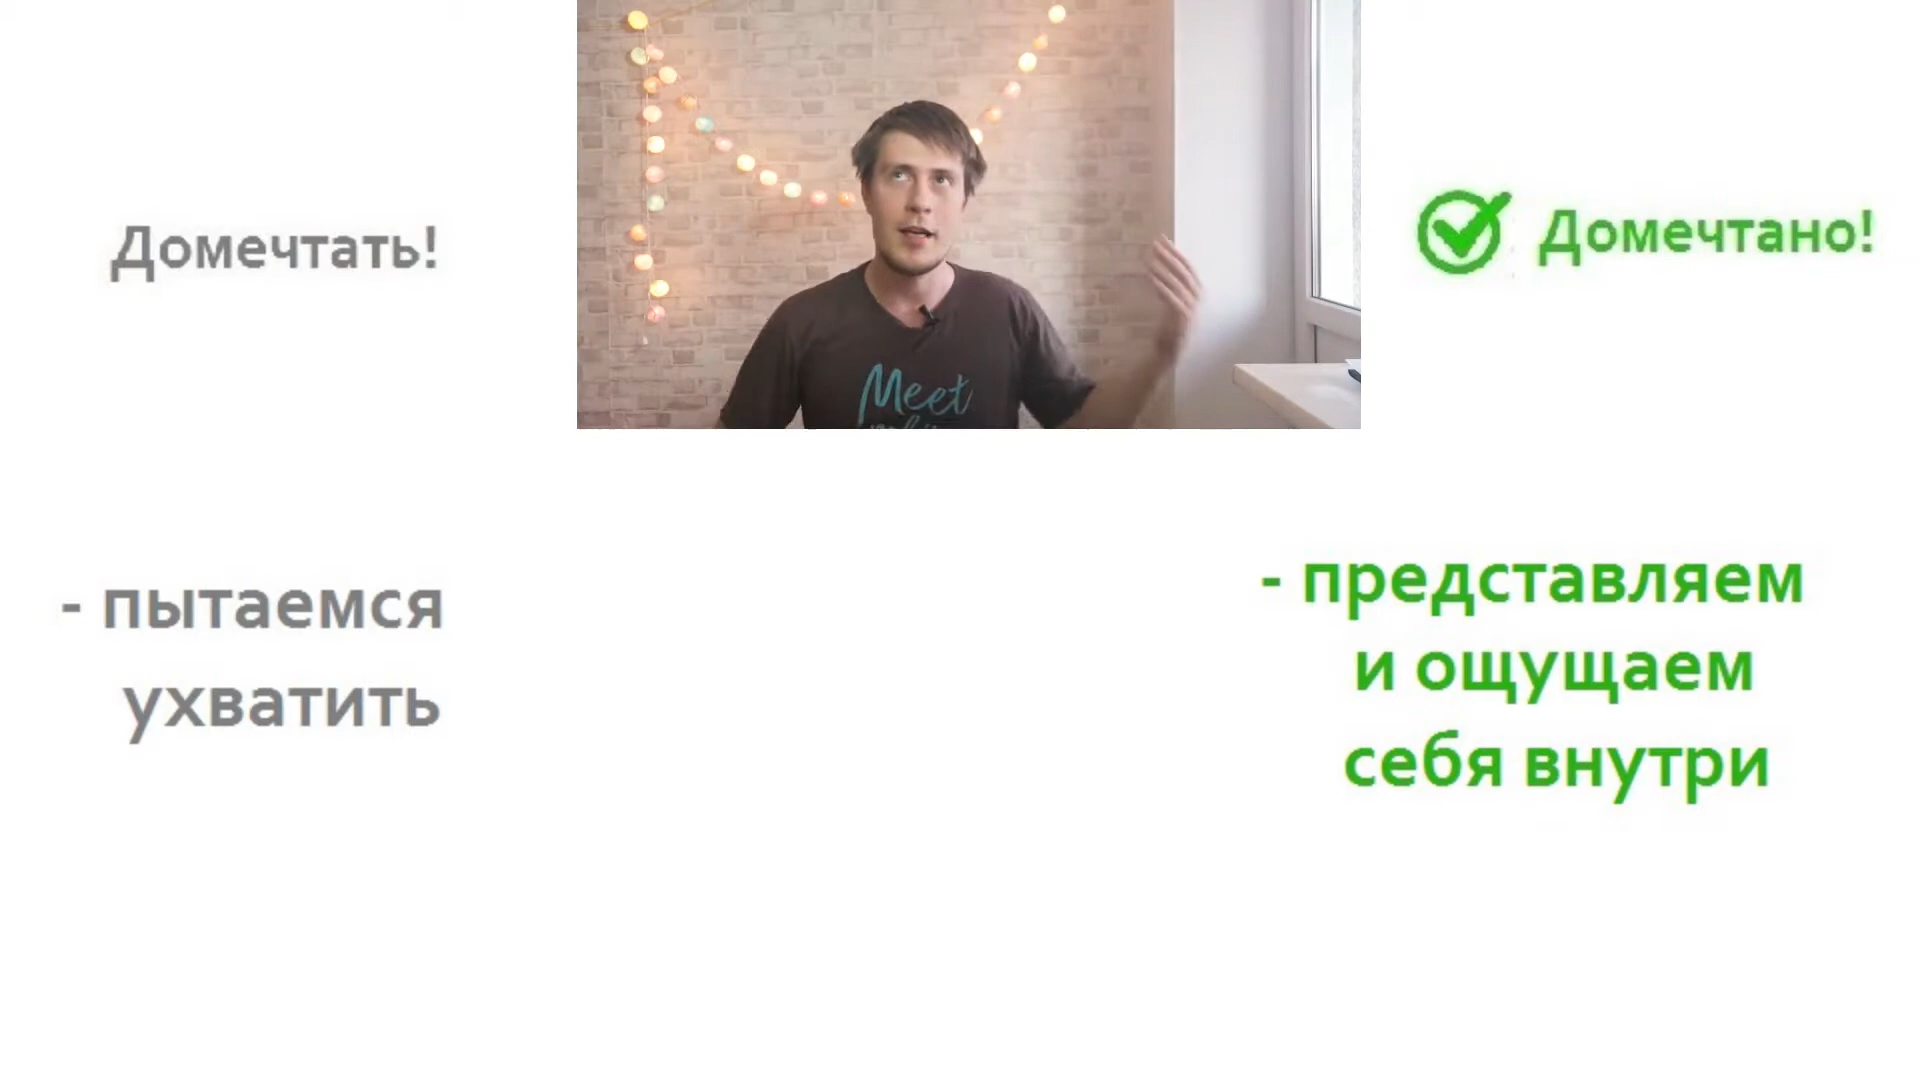 Домечтать!
Meet
Домечтано!
- пытаемся
ухватить
- представляем
и ощущаем
себя внутри